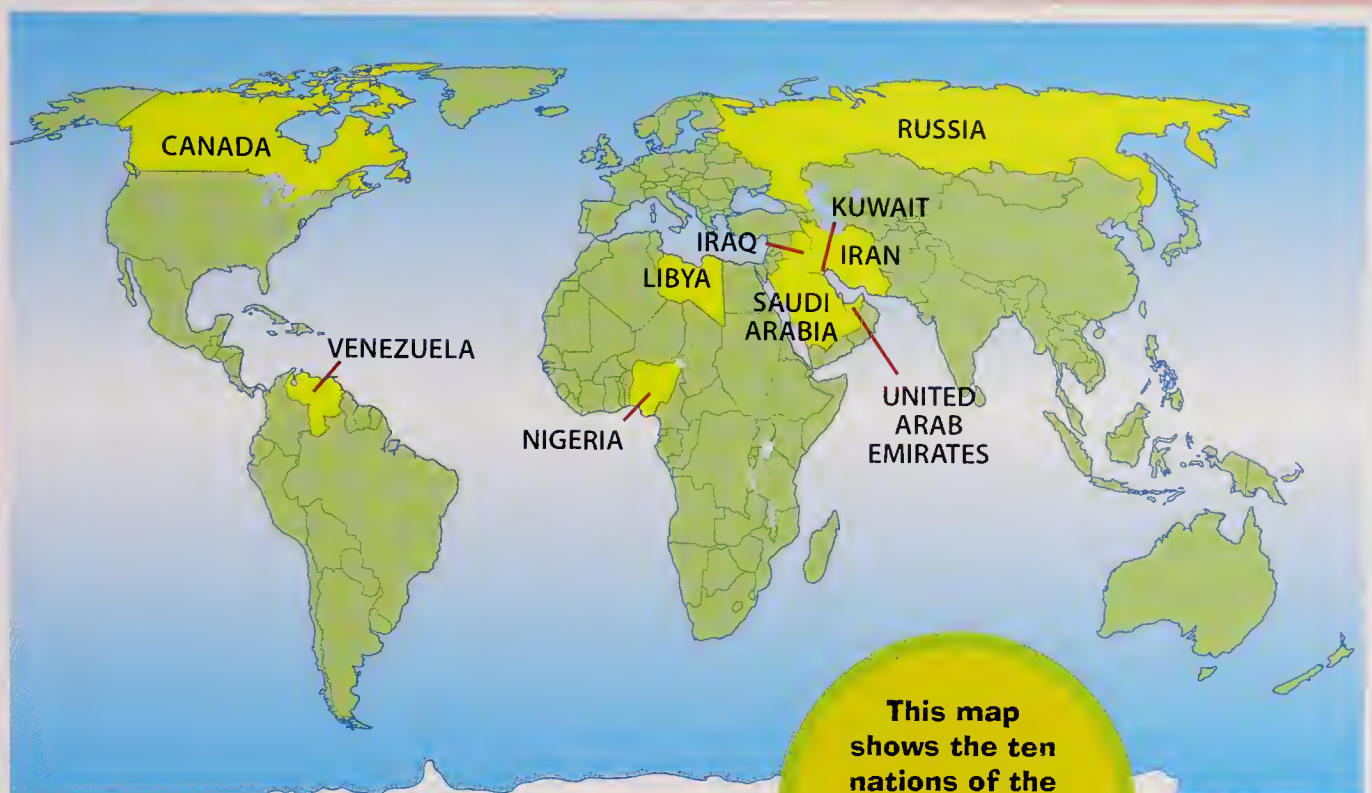 CANADA
RUSSIA
KUWAIT
IRAQ
IRAN
LIBYA
SAUDI
ARABIA
VENEZUELA
UNITED
ARAB
EMIRATES
NIGERIA
This map
shows the ten
nations of the